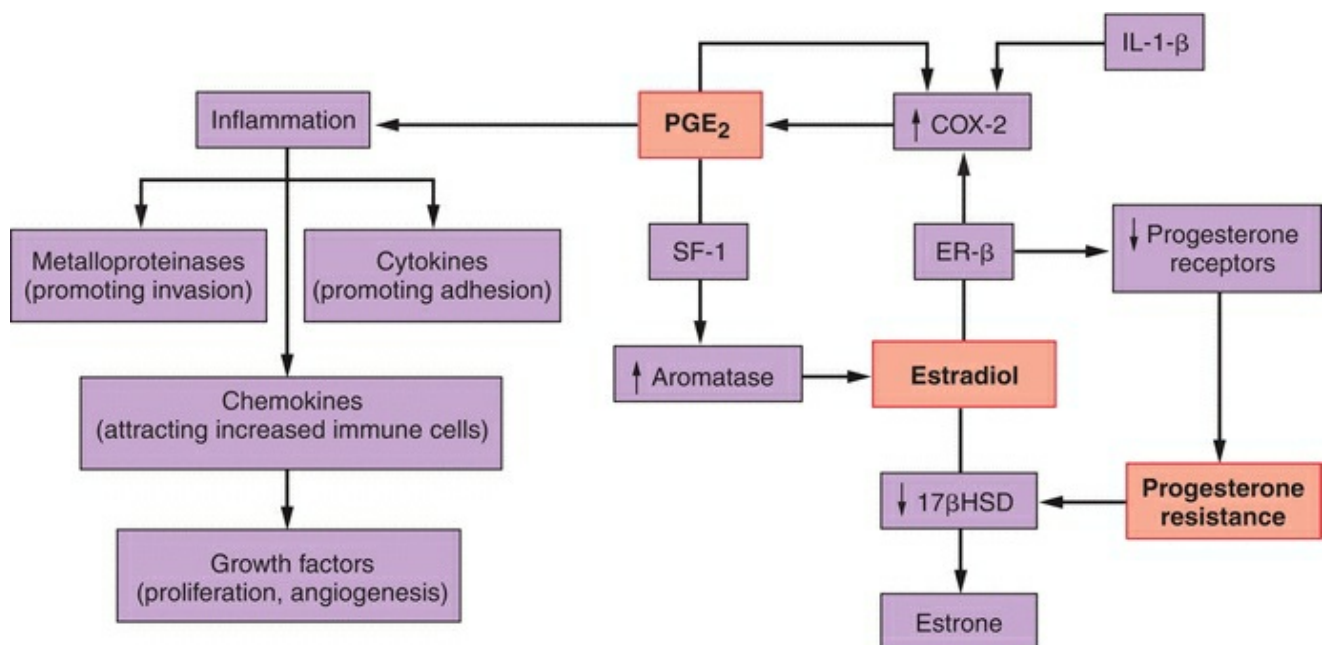 IL-1-β
Inflammation
PGE₂
↑ COX-2
Metalloproteinases
(promoting invasion)
Cytokines
(promoting adhesion)
SF-1
ER-β
↓ Progesterone
receptors
↑ Aromatase
Estradiol
Chemokines
(attracting increased immune cells)
↓ 17βHSD
Progesterone
resistance
Growth factors
(proliferation, angiogenesis)
Estrone